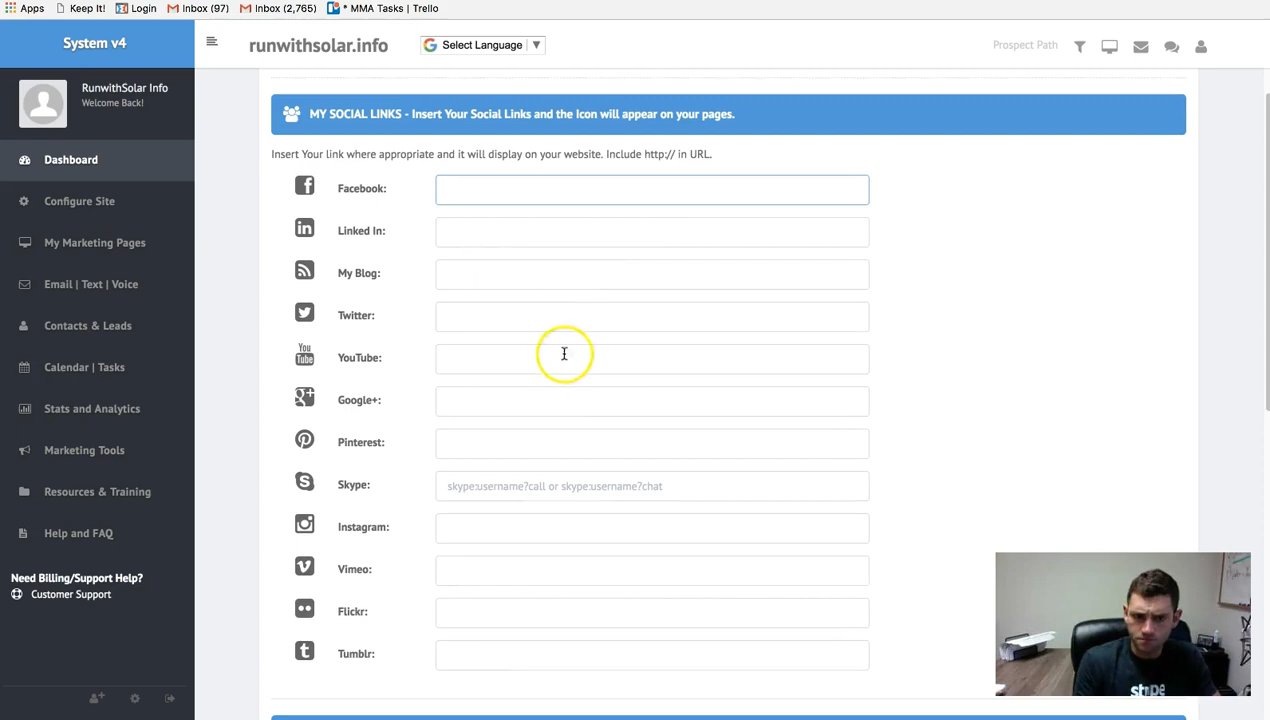 Apps Keep It! Login Inbox (97) Inbox (2,765) * MMA Tasks | Trello
System v4
runwithsolar.info
G Select Language ▼
Prospect Path
RunwithSolar Info
Welcome Back!
Dashboard
Configure Site
My Marketing Pages
Email | Text | Voice
Contacts & Leads
Calendar | Tasks
Stats and Analytics
Marketing Tools
Resources & Training
Help and FAQ
Need Billing/Support Help?
Customer Support
MY SOCIAL LINKS - Insert Your Social Links and the Icon will appear on your pages.
Insert Your link where appropriate and it will display on your website. Include http:// in URL.
Facebook:
Linked In:
My Blog:
Twitter:
You Tube YouTube:
Google+:
Pinterest:
Skype: skype:username?call or skype:username?chat
Instagram:
Vimeo:
Flickr:
Tumblr: